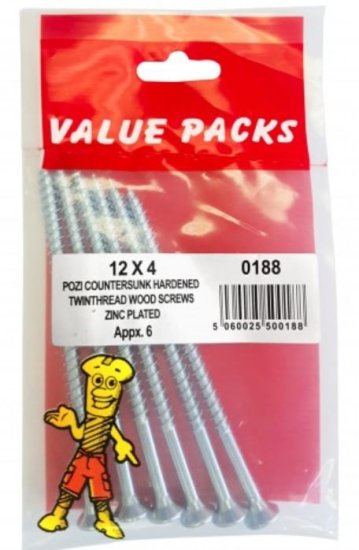 VALUE PACKS
12 X 4 0188
POZI COUNTERSUNK HARDENED
TWINTHREAD WOOD SCREWS
ZINC PLATED
Appx. 6
5 060025 500188